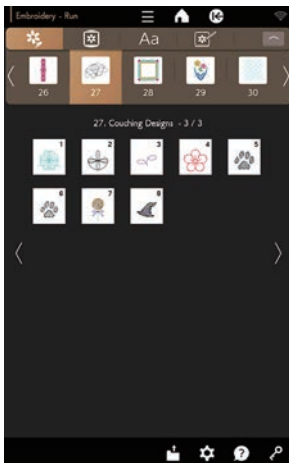 Embroidery - Run
Aa
26 27 28 29 30
27. Couching Designs - 3 / 3
1 2 3 4 5
6 7 8 9